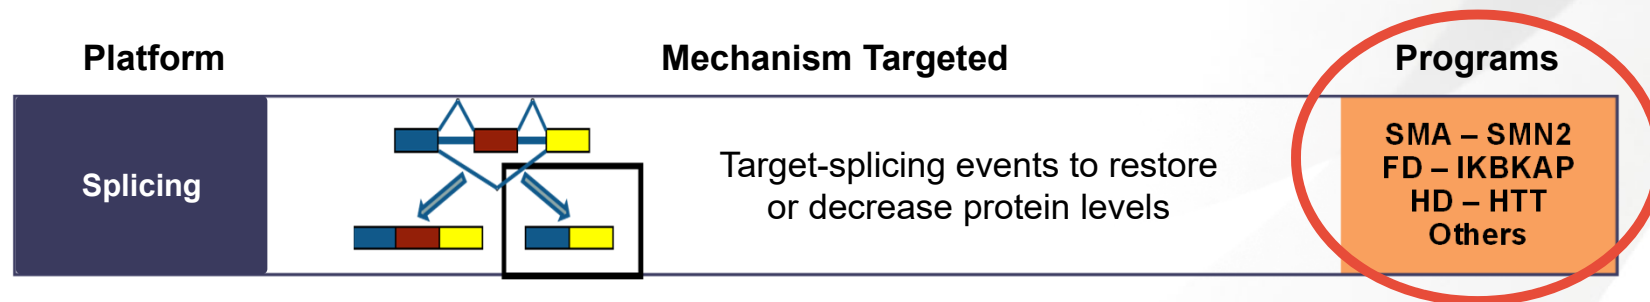 Platform
Mechanism Targeted
Programs
Splicing
Target-splicing events to restore
or decrease protein levels
SMA – SMN2
FD – IKBKAP
HD – HTT
Others